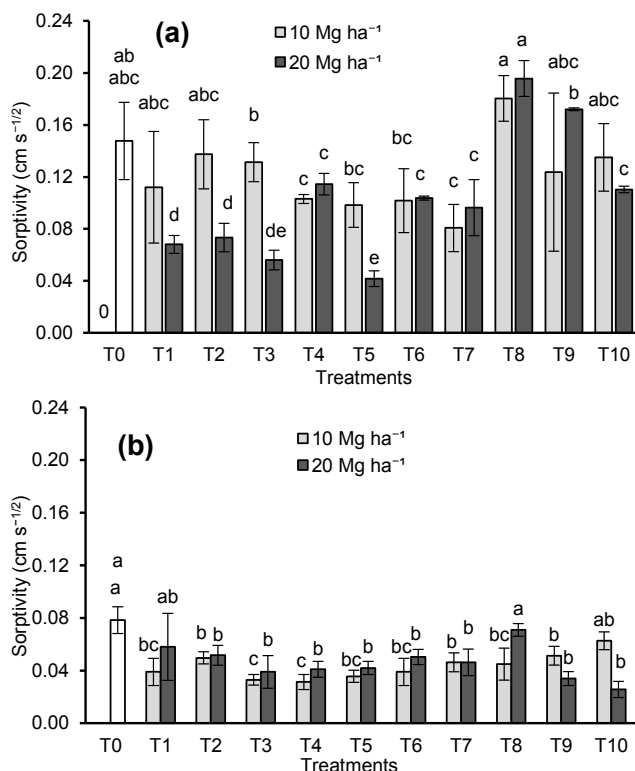 (a)
10 Mg ha⁻¹
20 Mg ha⁻¹
Sorptivity (cm s⁻¹/²)
0.24
0.20
0.16
0.12
0.08
0.04
0.00
ab
abc
abc
abc
b
c
c
bc
bc
c
c
c
a
a
abc
b
abc
c
d
d
de
e
0
T0 T1 T2 T3 T4 T5 T6 T7 T8 T9 T10
Treatments
(b)
10 Mg ha⁻¹
20 Mg ha⁻¹
Sorptivity (cm s⁻¹/²)
0.24
0.20
0.16
0.12
0.08
0.04
0.00
a
a
bc
ab
b
b
c
b
c
b
bc
b
bc
b
b
b
bc
a
b
b
ab
b
T0 T1 T2 T3 T4 T5 T6 T7 T8 T9 T10
Treatments